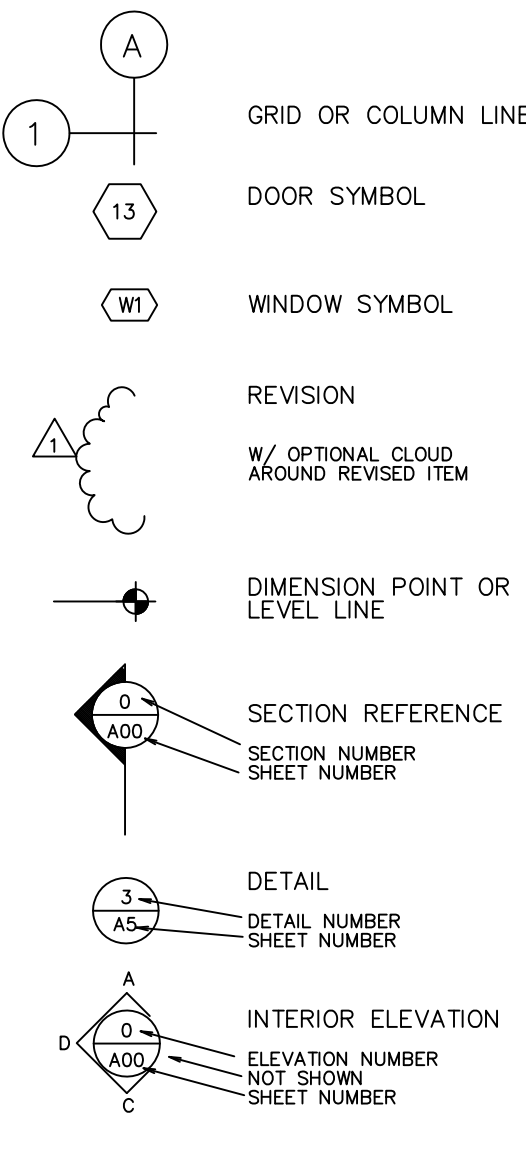 A
1
GRID OR COLUMN LINE
13
DOOR SYMBOL
W1
WINDOW SYMBOL
REVISION
1
W/ OPTIONAL CLOUD
AROUND REVISED ITEM
DIMENSION POINT OR
LEVEL LINE
0
A00
SECTION REFERENCE
SECTION NUMBER
SHEET NUMBER
DETAIL
3
A5
DETAIL NUMBER
SHEET NUMBER
A
INTERIOR ELEVATION
0
D
A00
ELEVATION NUMBER
NOT SHOWN
SHEET NUMBER
C